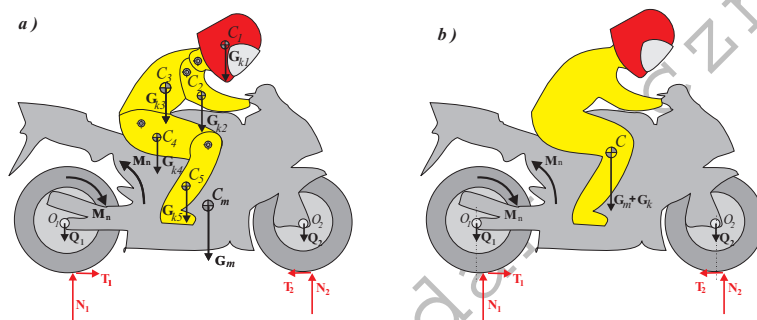 a )
C1
Gk1
C3
C2
Gk3
Gk2
C4
Mn
Gk4
C5
Cm
Gk5
Mn
O1
O2
Q1
Q2
Gm
T1
T2
N1
N2
b )
C
Mn
Gm+Gk
Mn
O1
O2
Q1
Q2
T1
T2
N1
N2